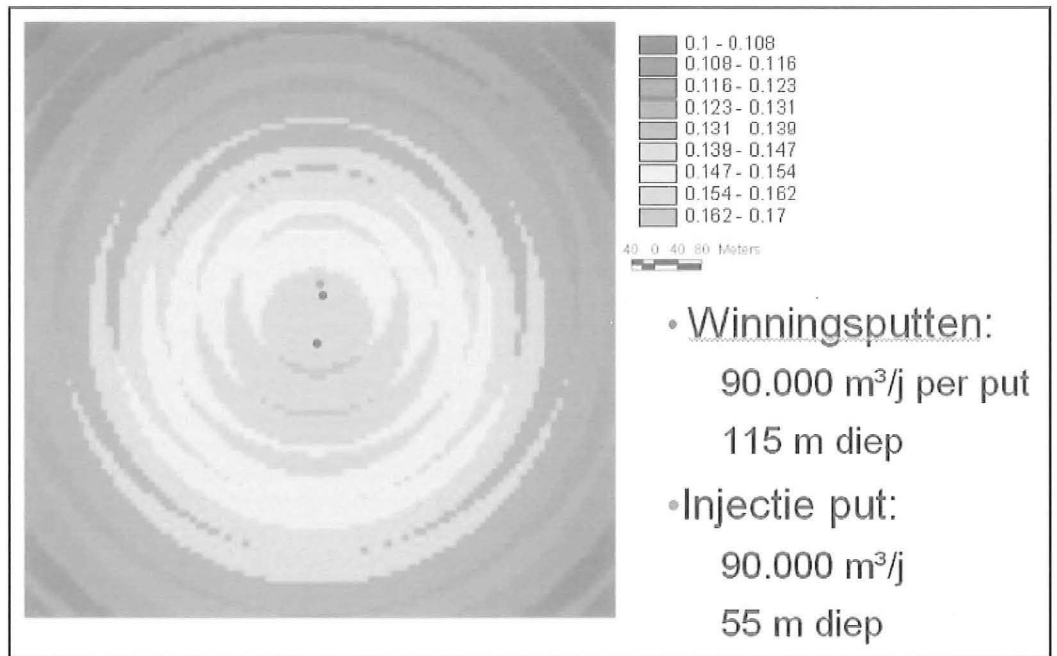 0.1 - 0.108
0.108 - 0.116
0.116 - 0.123
0.123 - 0.131
0.131 0.139
0.139 - 0.147
0.147 - 0.154
0.154 - 0.162
0.162 - 0.17
40 0 40 80 Meters
• Winningsputten:
90.000 m³/j per put
115 m diep
•Injectie put:
90.000 m³/j
55 m diep